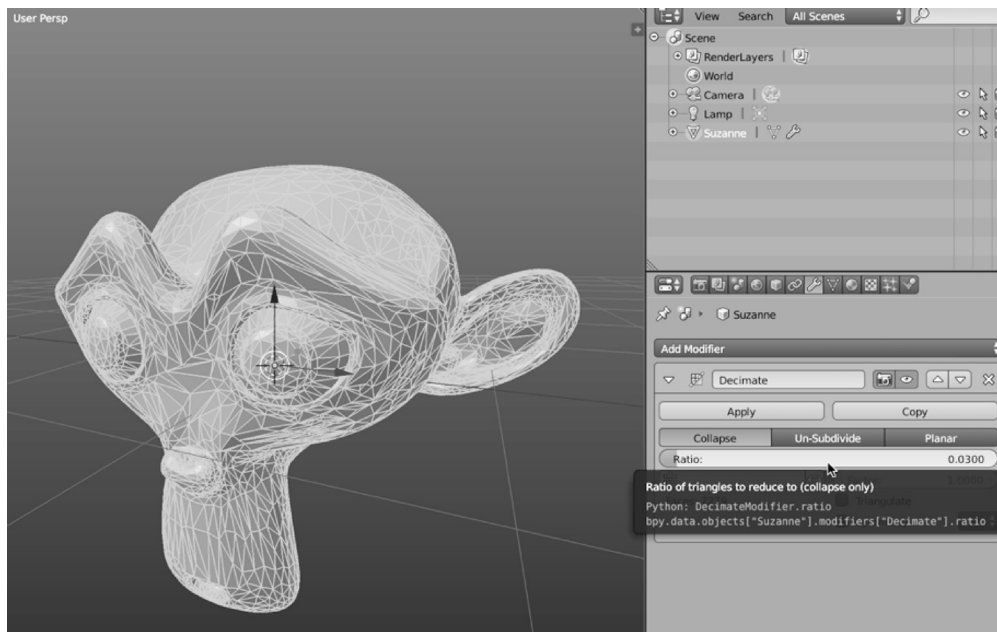 User Persp
View Search All Scenes
Scene
RenderLayers
World
Camera
Lamp
Suzanne
Suzanne
Add Modifier
Decimate
Apply Copy
Collapse Un-Subdivide Planar
Ratio: 0.0300
Ratio of triangles to reduce to (collapse only)
Triangulate
Python: DecimateModifier.ratio
bpy.data.objects["Suzanne"].modifiers["Decimate"].ratio